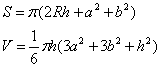 S = π(2Rh + a² + b²)
V = 1/6 πh(3a² + 3b² + h²)